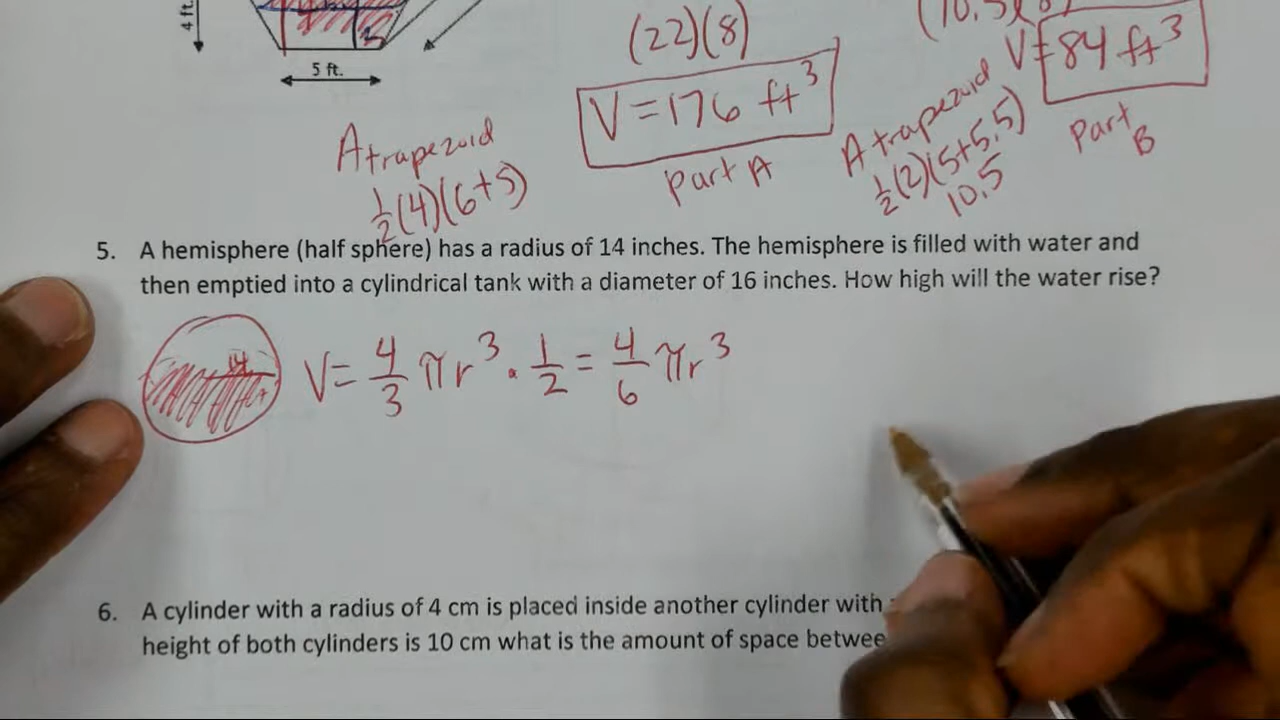 4 ft.
5 ft.
(22)(8)
V = 176 ft³
Part A
A trapezoid
½(4)(6+5)
V = 84 ft³
Part B
A trapezoid
½(2)(5+5.5)
10.5
5. A hemisphere (half sphere) has a radius of 14 inches. The hemisphere is filled with water and
then emptied into a cylindrical tank with a diameter of 16 inches. How high will the water rise?
14
V = 4/3 πr³ · 1/2 = 4/6 πr³
6. A cylinder with a radius of 4 cm is placed inside another cylinder with
height of both cylinders is 10 cm what is the amount of space